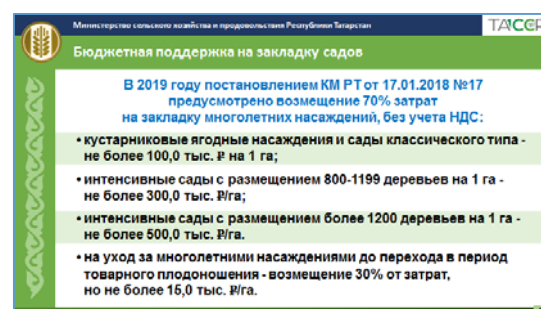 Министерство сельского хозяйства и продовольствия Республики Татарстан
ТАССР
Бюджетная поддержка на закладку садов
В 2019 году постановлением КМ РТ от 17.01.2018 №17
предусмотрено возмещение 70% затрат
на закладку многолетних насаждений, без учета НДС:
• кустарниковые ягодные насаждения и сады классического типа -
не более 100,0 тыс. ₽ на 1 га;
• интенсивные сады с размещением 800-1199 деревьев на 1 га -
не более 300,0 тыс. ₽/га;
• интенсивные сады с размещением более 1200 деревьев на 1 га -
не более 500,0 тыс. ₽/га.
• на уход за многолетними насаждениями до перехода в период
товарного плодоношения - возмещение 30% от затрат,
но не более 15,0 тыс. ₽/га.